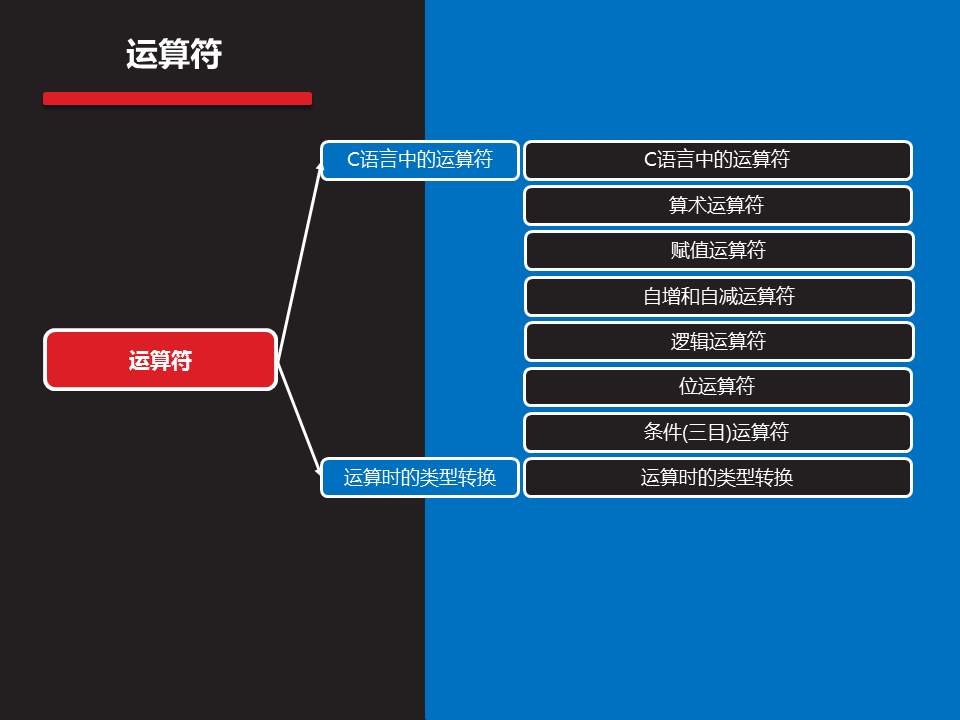 运算符
C语言中的运算符
C语言中的运算符
算术运算符
赋值运算符
自增和自减运算符
逻辑运算符
运算符
位运算符
条件(三目)运算符
运算时的类型转换
运算时的类型转换